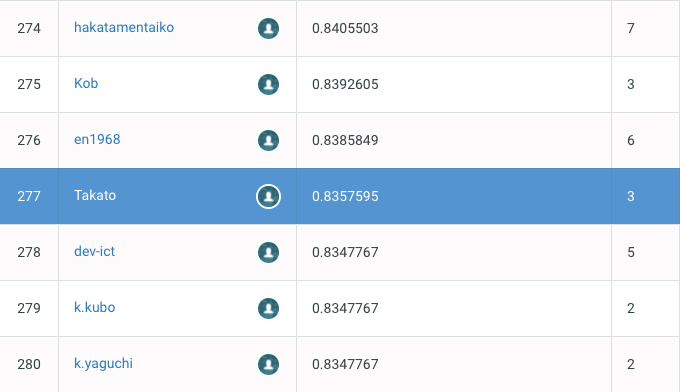 274 hakatamentaiko 0.8405503 7
275 Kob 0.8392605 3
276 en1968 0.8385849 6
277 Takato 0.8357595 3
278 dev-ict 0.8347767 5
279 k.kubo 0.8347767 2
280 k.yaguchi 0.8347767 2